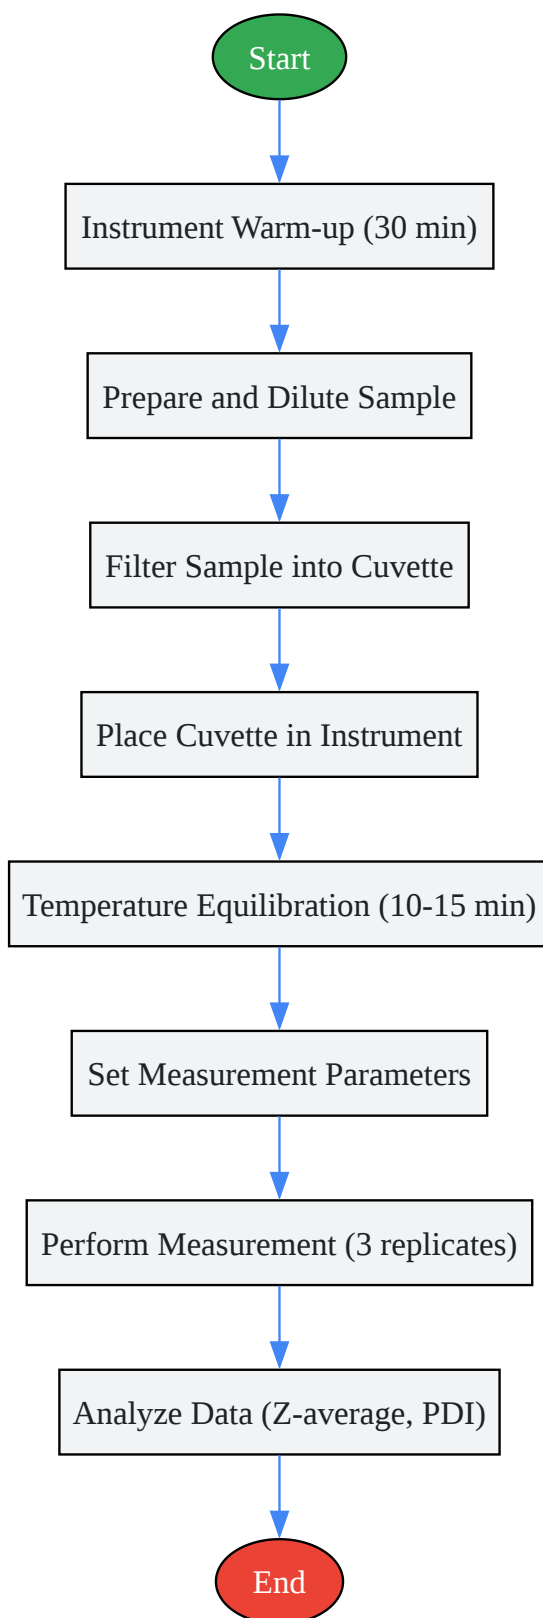 Start
Instrument Warm-up (30 min)
Prepare and Dilute Sample
Filter Sample into Cuvette
Place Cuvette in Instrument
Temperature Equilibration (10-15 min)
Set Measurement Parameters
Perform Measurement (3 replicates)
Analyze Data (Z-average, PDI)
End